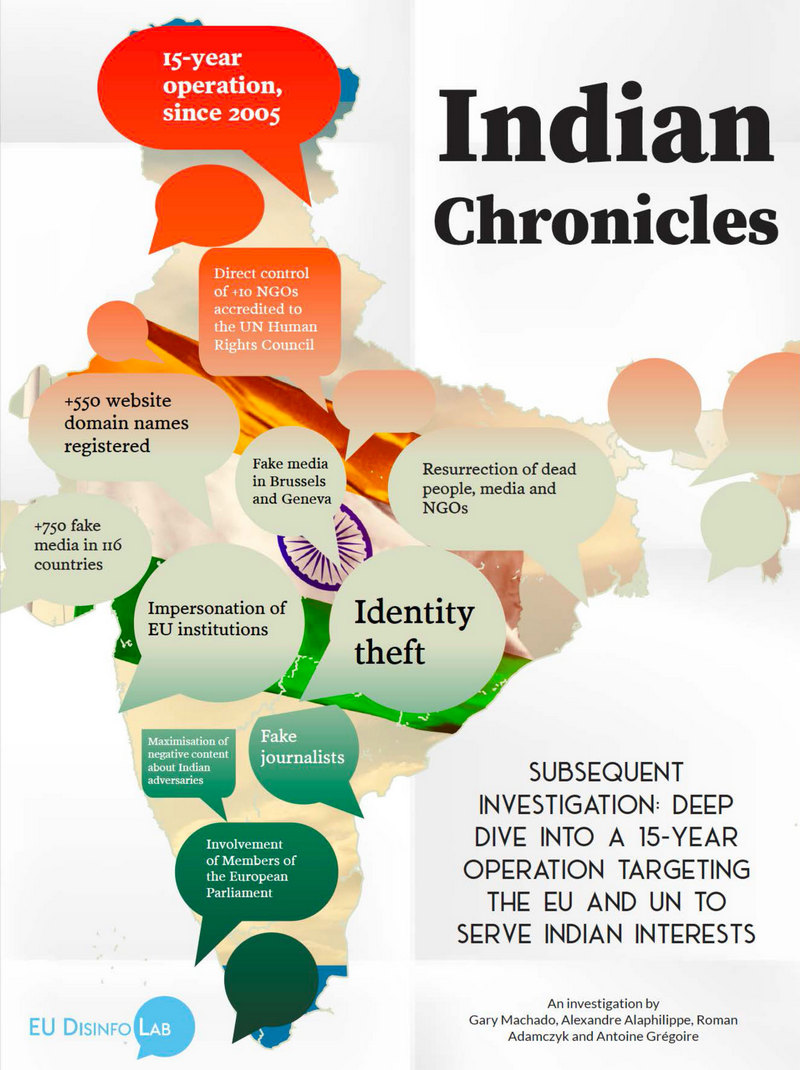 15-year
operation,
since 2005
Indian
Chronicles
Direct control
of +10 NGOs
accredited to
the UN Human
Rights Council
+550 website
domain names
registered
Fake media
in Brussels
and Geneva
Resurrection of dead
people, media and
NGOs
+750 fake
media in 116
countries
Impersonation of
EU institutions
Identity
theft
Maximisation of
negative content
about Indian
adversaries
Fake
journalists
Involvement
of Members of
the European
Parliament
SUBSEQUENT
INVESTIGATION: DEEP
DIVE INTO A 15-YEAR
OPERATION TARGETING
THE EU AND UN TO
SERVE INDIAN INTERESTS
An investigation by
Gary Machado, Alexandre Alaphilippe, Roman
Adamczyk and Antoine Grégoire
EU DISINFO LAB